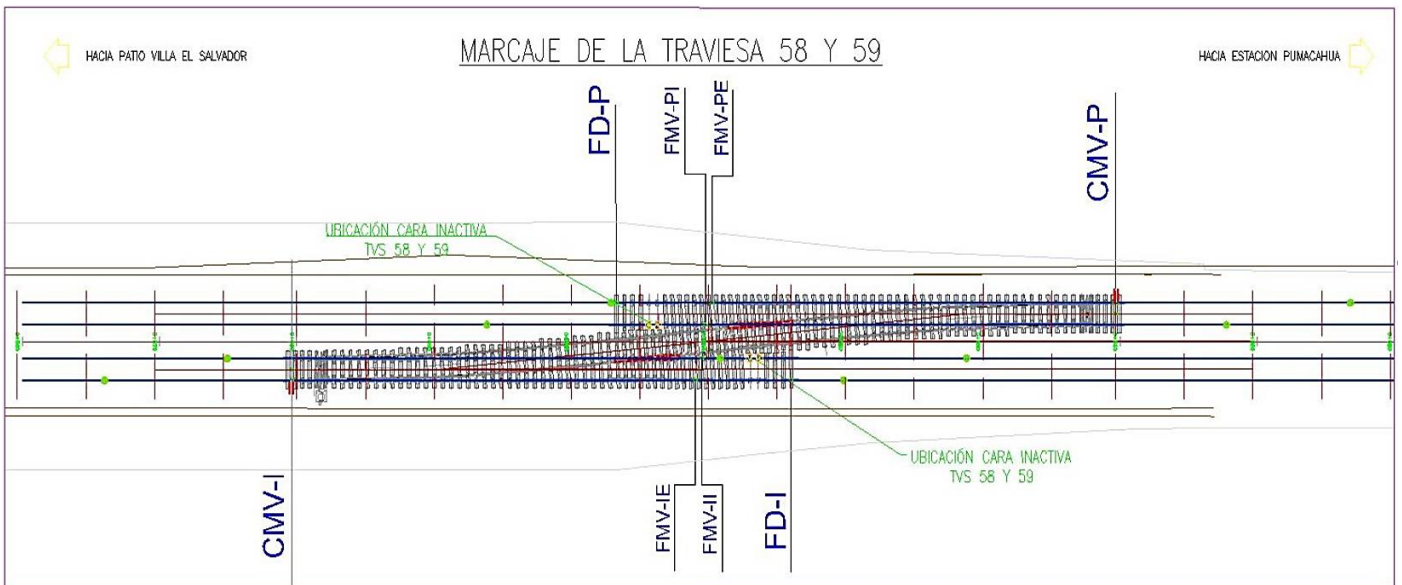 HACIA PATIO VILLA EL SALVADOR
MARCAJE DE LA TRAVIESA 58 Y 59
HACIA ESTACION PUMACAHUA
FD-P
FMV-PI
FMV-PE
CMV-P
UBICACIÓN CARA INACTIVA
TVS 58 Y 59
UBICACIÓN CARA INACTIVA
TVS 58 Y 59
CMV-I
FMV-IE
FMV-II
FD-I